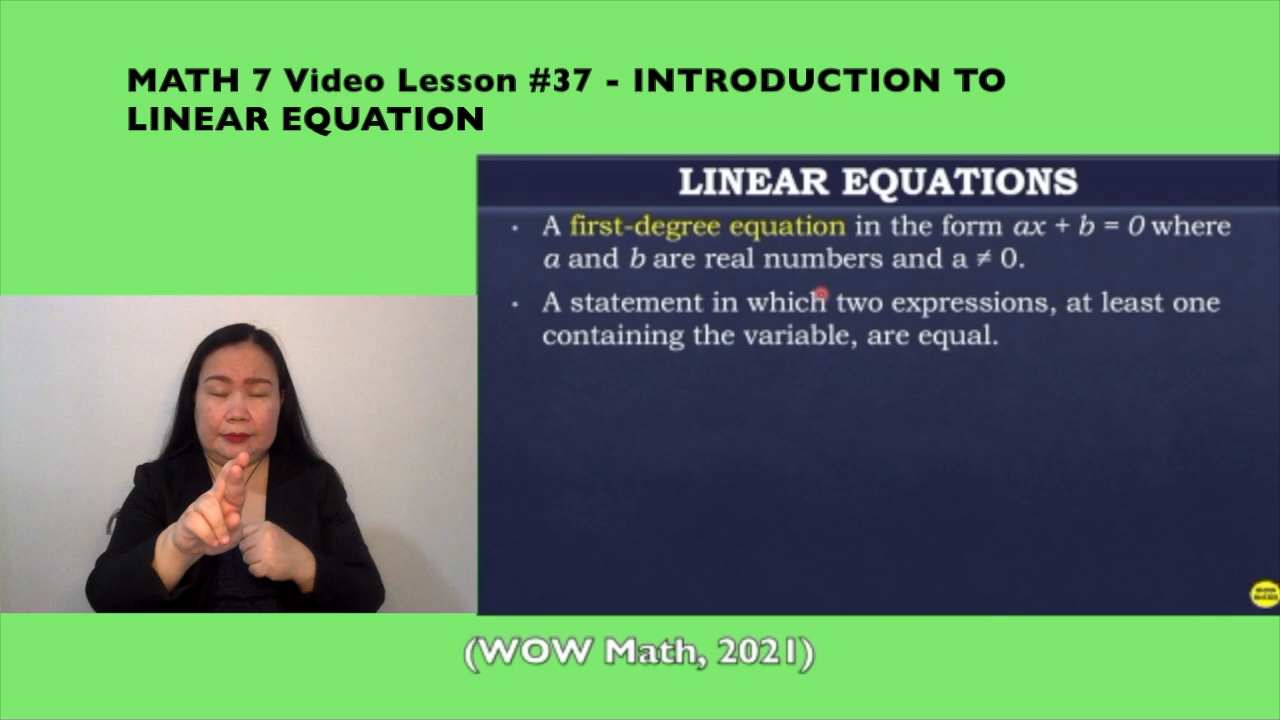 MATH 7 Video Lesson #37 - INTRODUCTION TO
LINEAR EQUATION
LINEAR EQUATIONS
• A first-degree equation in the form ax + b = 0 where
a and b are real numbers and a ≠ 0.
• A statement in which two expressions, at least one
containing the variable, are equal.
(WOW Math, 2021)